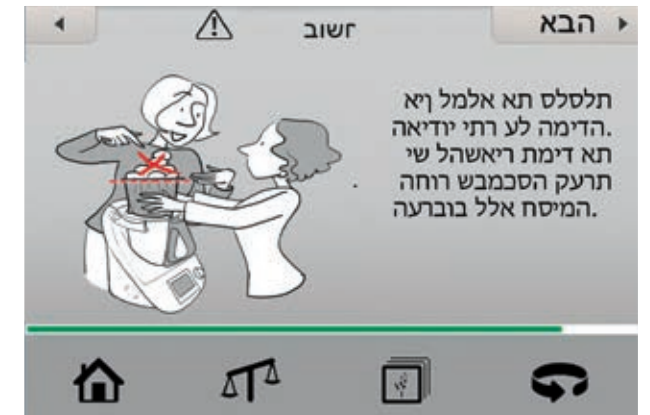 חשוב
הבא
תלסלס תא אלמל ןיא
.הדימה לע רתי יודיאה
תא דימת ריאשהל שי
תרעק הסכמבש רוחה
.המיסח אלל בוברעה